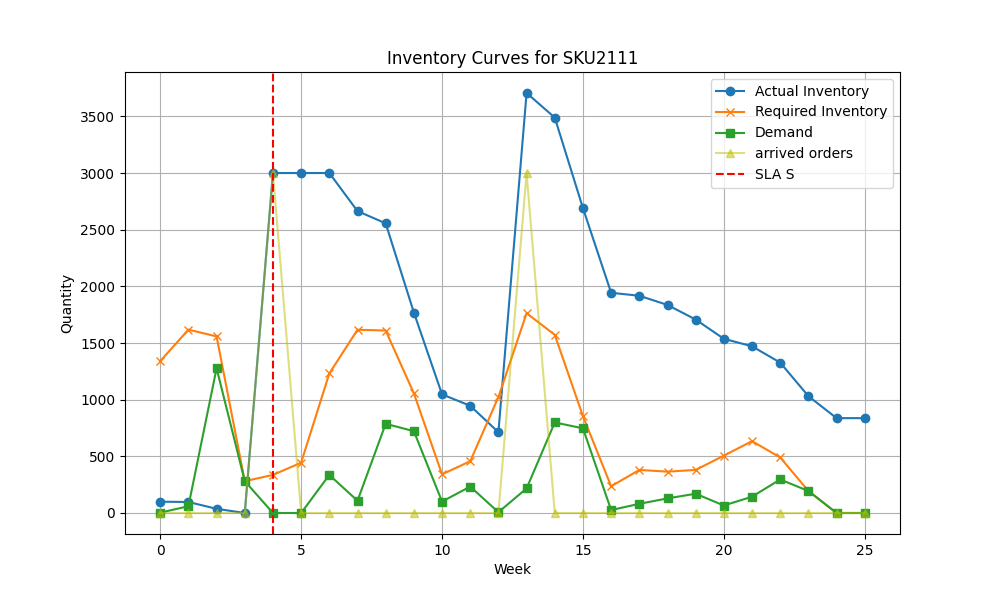 Inventory Curves for SKU2111
Actual Inventory
Required Inventory
Demand
arrived orders
SLA S
3500
3000
2500
2000
1500
1000
500
0
Quantity
0 5 10 15 20 25
Week